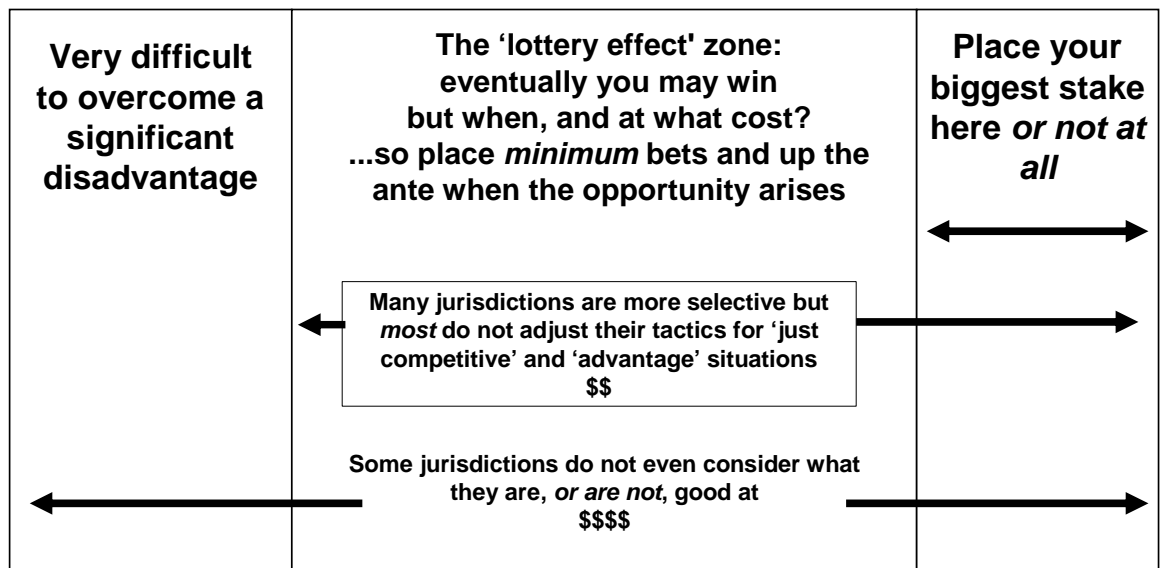 Very difficult
to overcome a
significant
disadvantage
The ‘lottery effect' zone:
eventually you may win
but when, and at what cost?
...so place minimum bets and up the
ante when the opportunity arises
Place your
biggest stake
here or not at
all
Many jurisdictions are more selective but
most do not adjust their tactics for ‘just
competitive’ and ‘advantage’ situations
$$
Some jurisdictions do not even consider what
they are, or are not, good at
$$$$